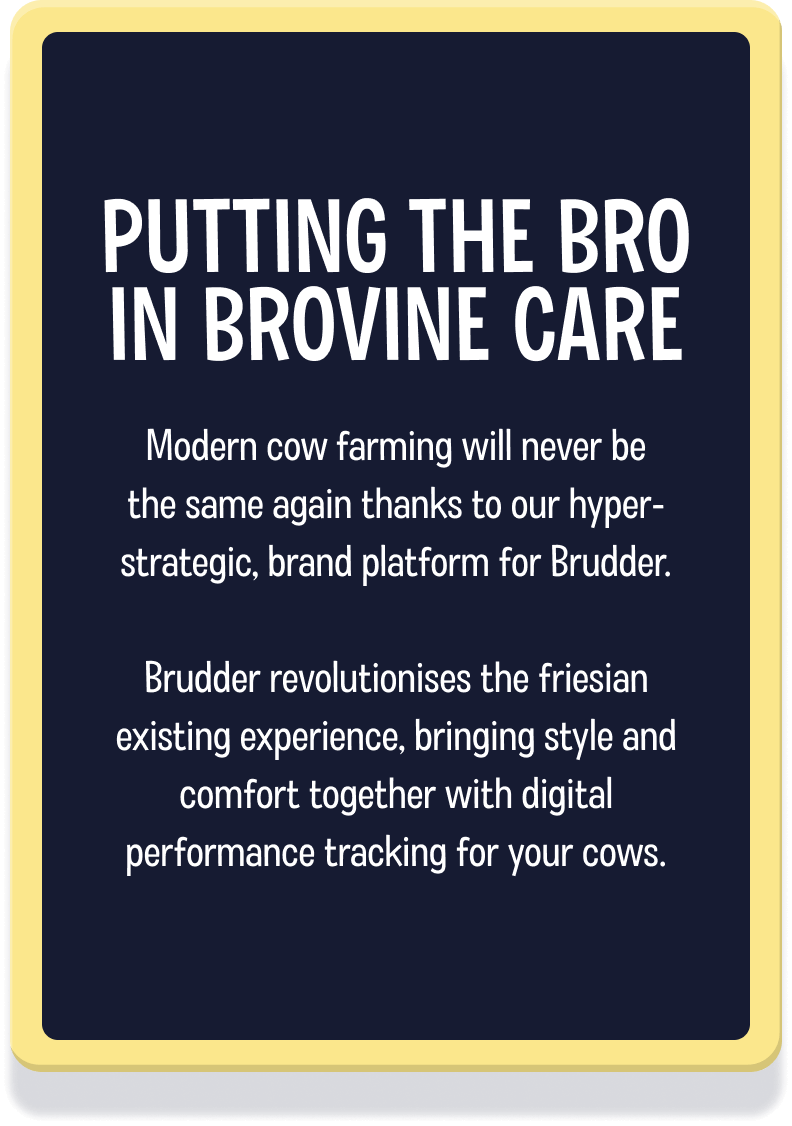 PUTTING THE BRO
IN BROVINE CARE
Modern cow farming will never be
the same again thanks to our hyper-
strategic, brand platform for Brudder.
Brudder revolutionises the friesian
existing experience, bringing style and
comfort together with digital
performance tracking for your cows.